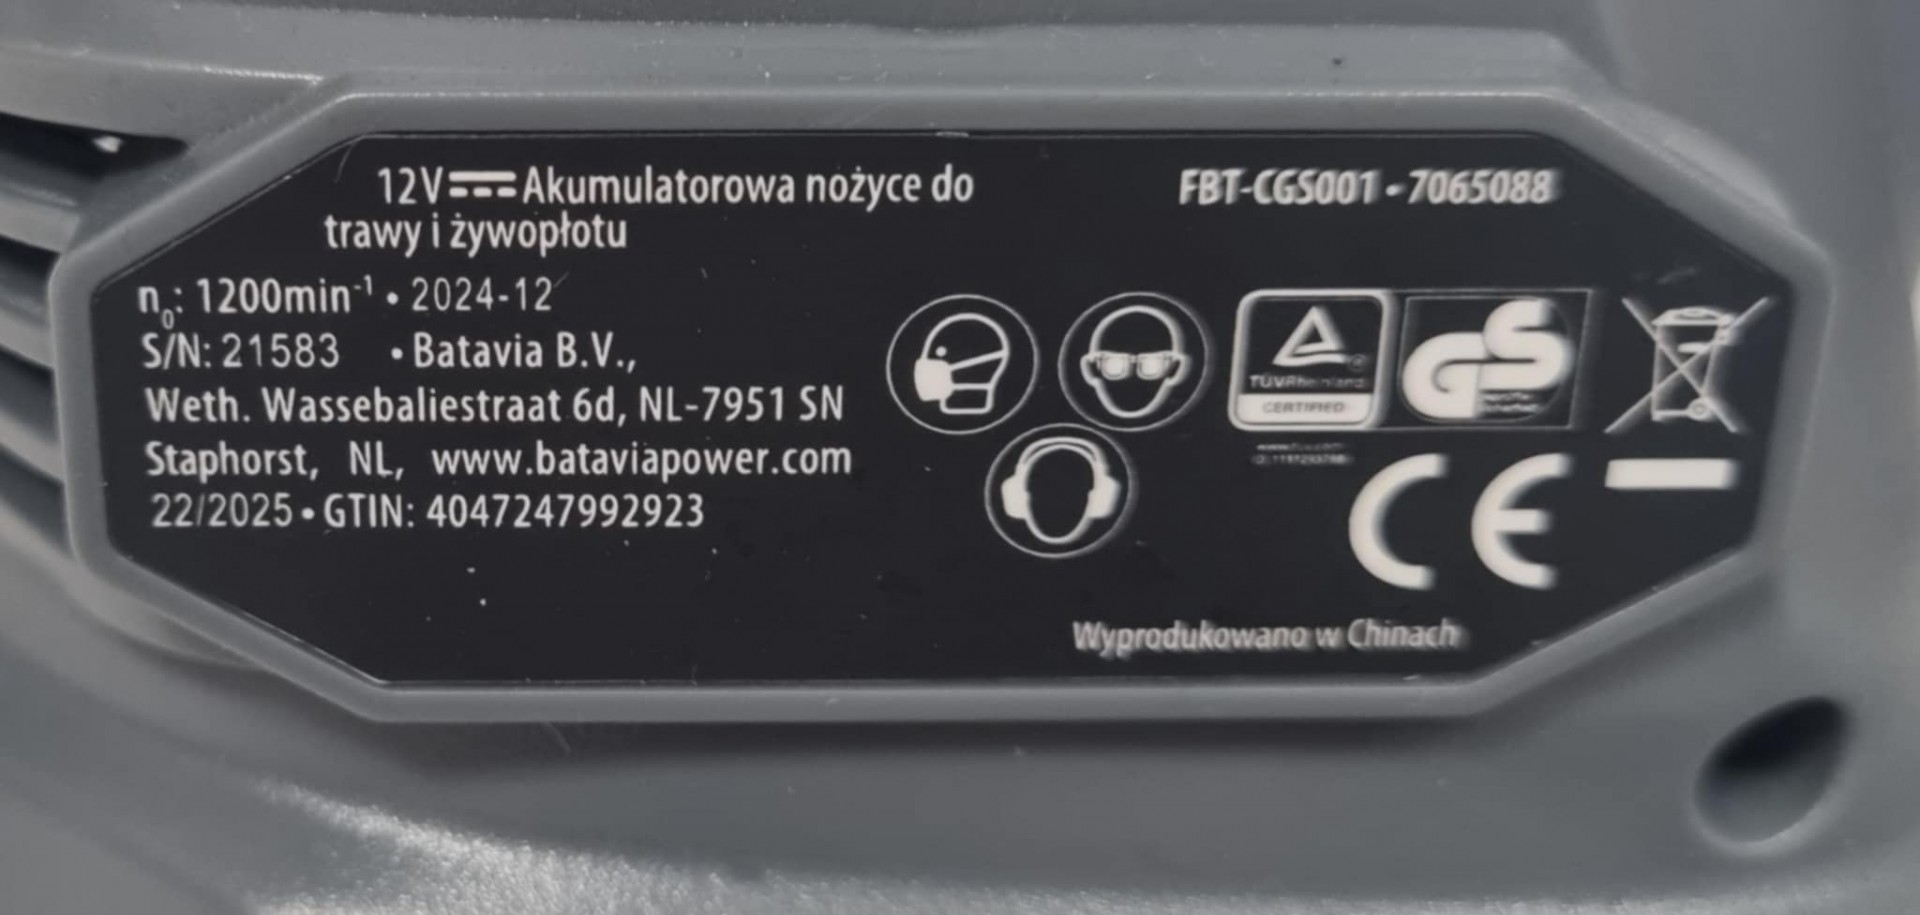 12V Akumulatorowa nożyce do
trawy i żywopłotu
FBT-CGS001 • 7065088
n₀: 1200min⁻¹ • 2024-12
S/N: 21583 • Batavia B.V.,
Weth. Wassebaliestraat 6d, NL-7951 SN
Staphorst, NL, www.bataviapower.com
22/2025 • GTIN: 4047247992923
TÜVRheinland
CERTIFIED
GS
CE
Wyprodukowano w Chinach